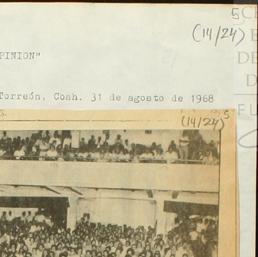 5
(14/24)
PINION"
Torreón, Coah. 31 de agosto de 1968
5
(14/24)